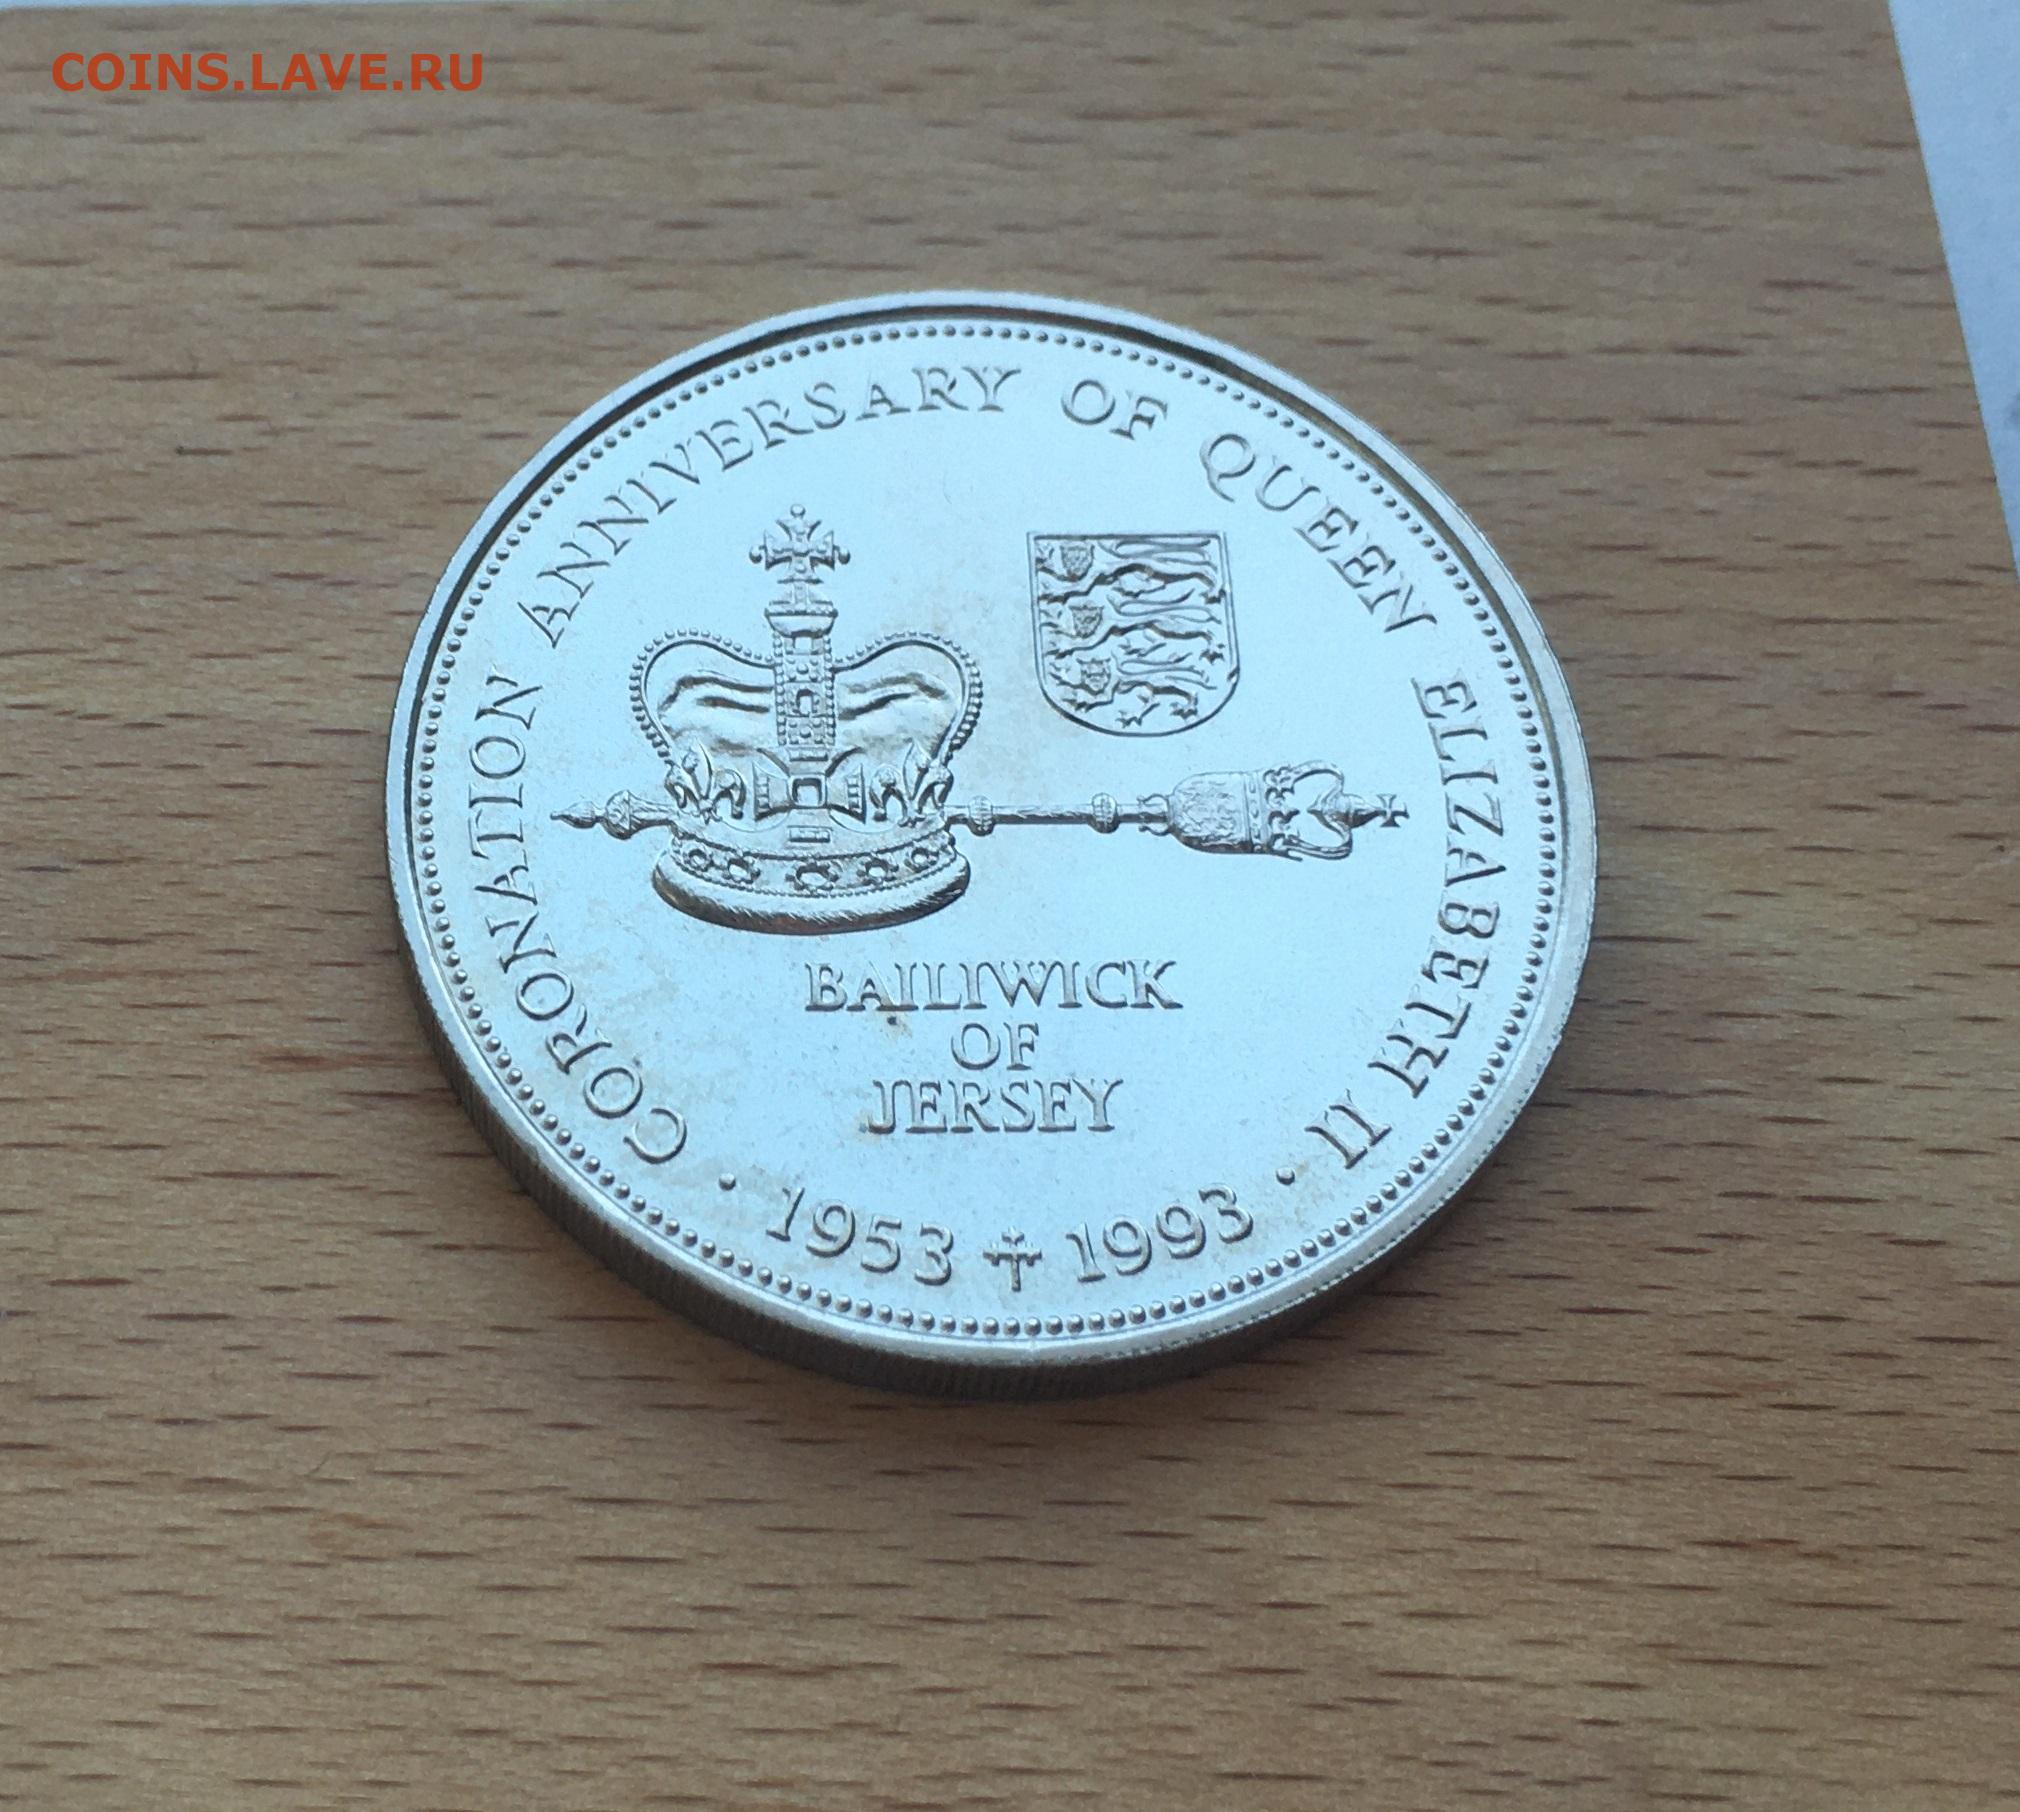 COINS.LAVE.RU
CORONATION ANNIVERSARY OF QUEEN ELIZABETH II
BAILIWICK
OF
JERSEY
· 1953 ✝ 1993 ·